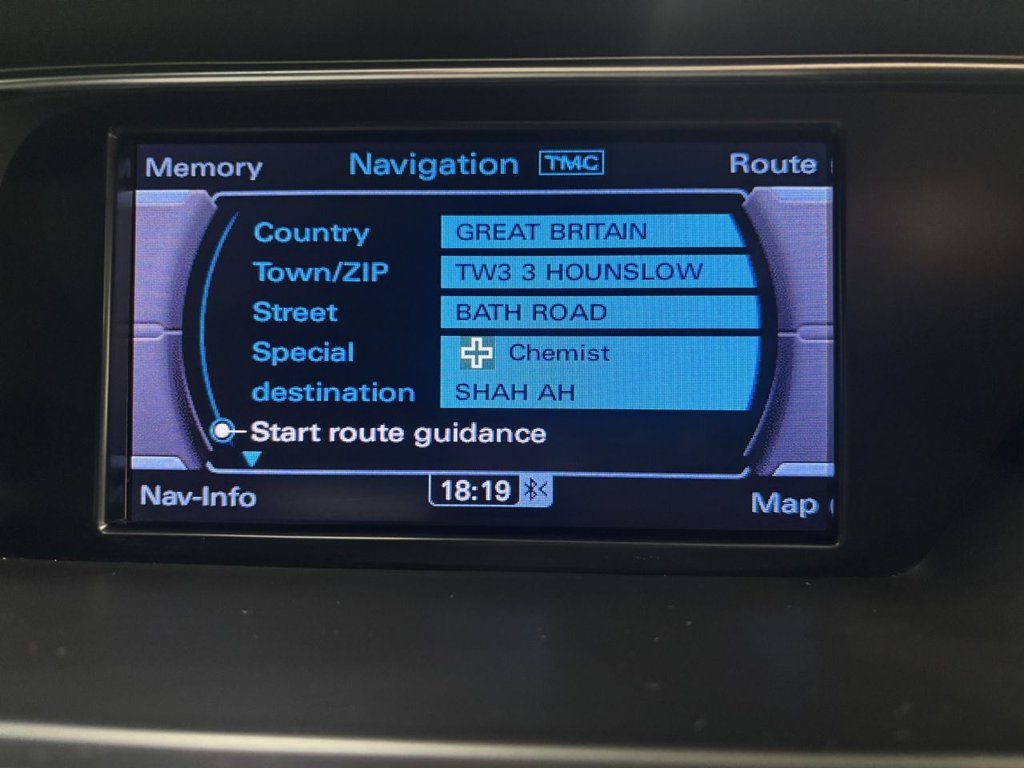 Memory Navigation TMC Route
Country GREAT BRITAIN
Town/ZIP TW3 3 HOUNSLOW
Street BATH ROAD
Special Chemist
destination SHAH AH
Start route guidance
Nav-Info 18:19 Map